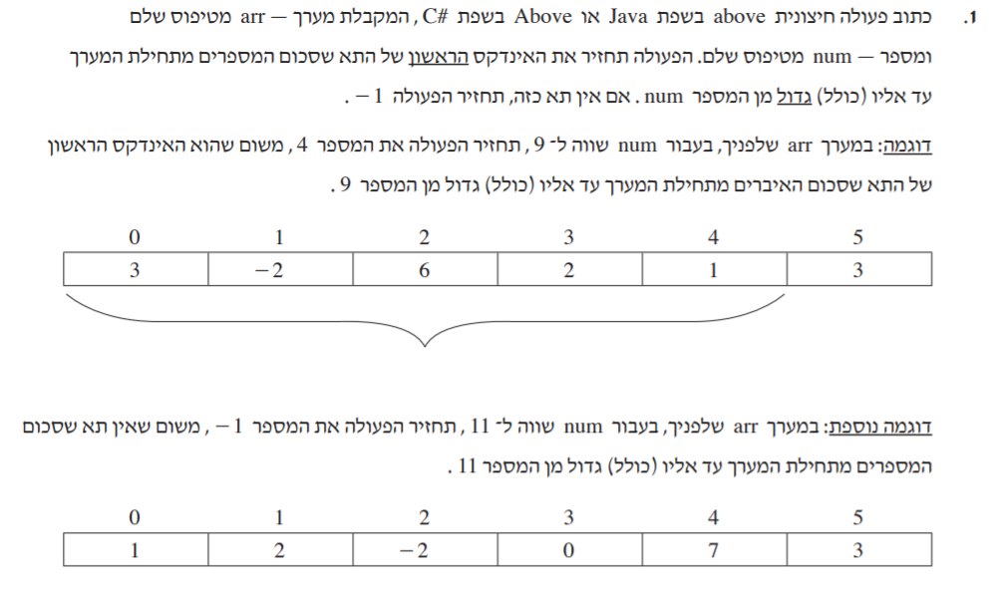 1. כתוב פעולה חיצונית above בשפת Java או Above בשפת C#, המקבלת מערך — arr מטיפוס שלם
ומספר — num מטיפוס שלם. הפעולה תחזיר את האינדקס הראשון של התא שסכום המספרים מתחילת המערך
עד אליו (כולל) גדול מן המספר num. אם אין תא כזה, תחזיר הפעולה 1 –.
דוגמה: במערך arr שלפניך, בעבור num שווה ל־ 9, תחזיר הפעולה את המספר 4, משום שהוא האינדקס הראשון
של התא שסכום האיברים מתחילת המערך עד אליו (כולל) גדול מן המספר 9.
0 1 2 3 4 5
3 –2 6 2 1 3
דוגמה נוספת: במערך arr שלפניך, בעבור num שווה ל־ 11, תחזיר הפעולה את המספר 1 –, משום שאין תא שסכום
המספרים מתחילת המערך עד אליו (כולל) גדול מן המספר 11.
0 1 2 3 4 5
1 2 –2 0 7 3